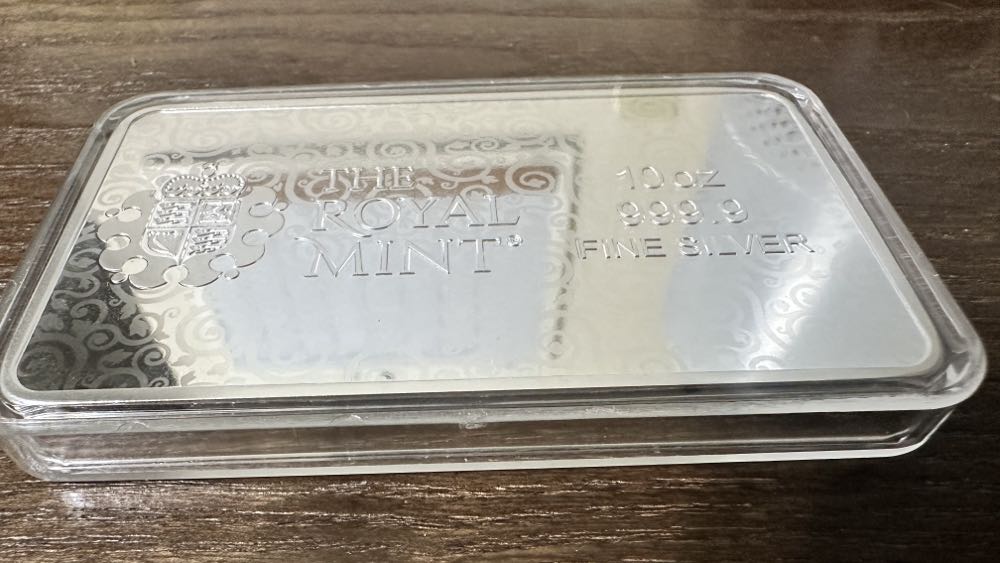 THE
ROYAL
MINT®
10 oz
999.9
FINE SILVER